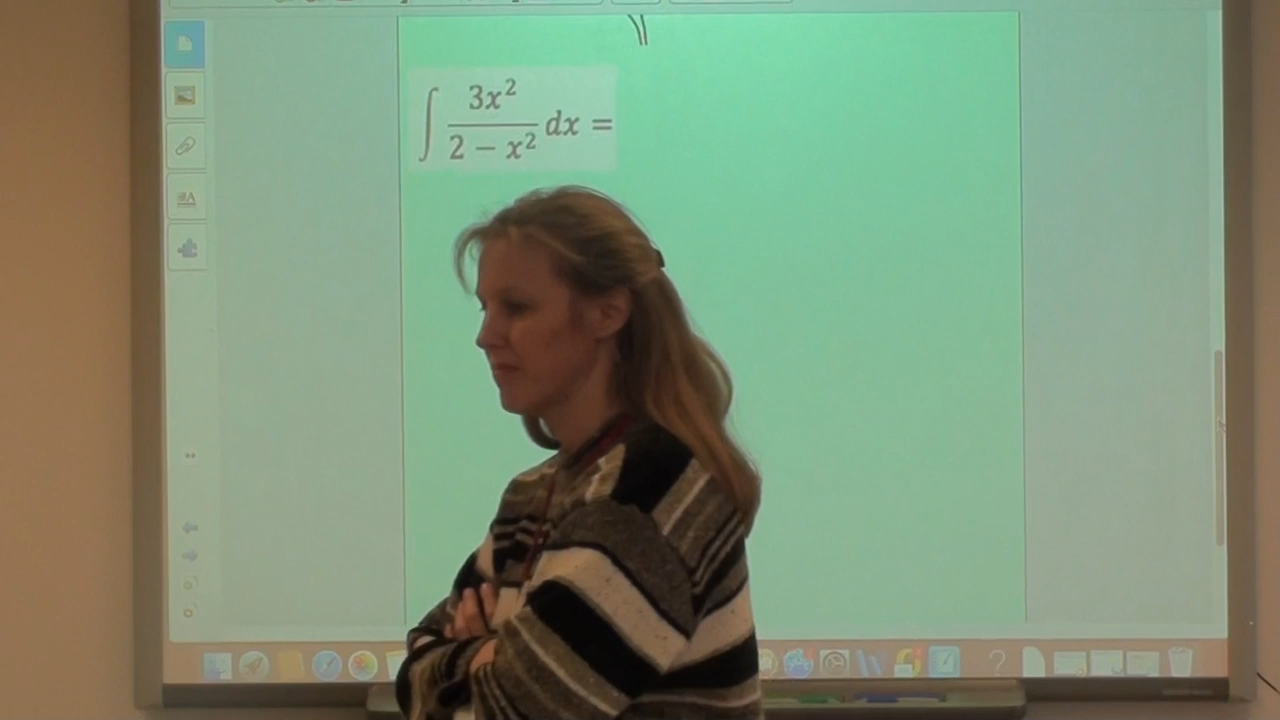 ∫ 3x²/(2 − x²) dx =